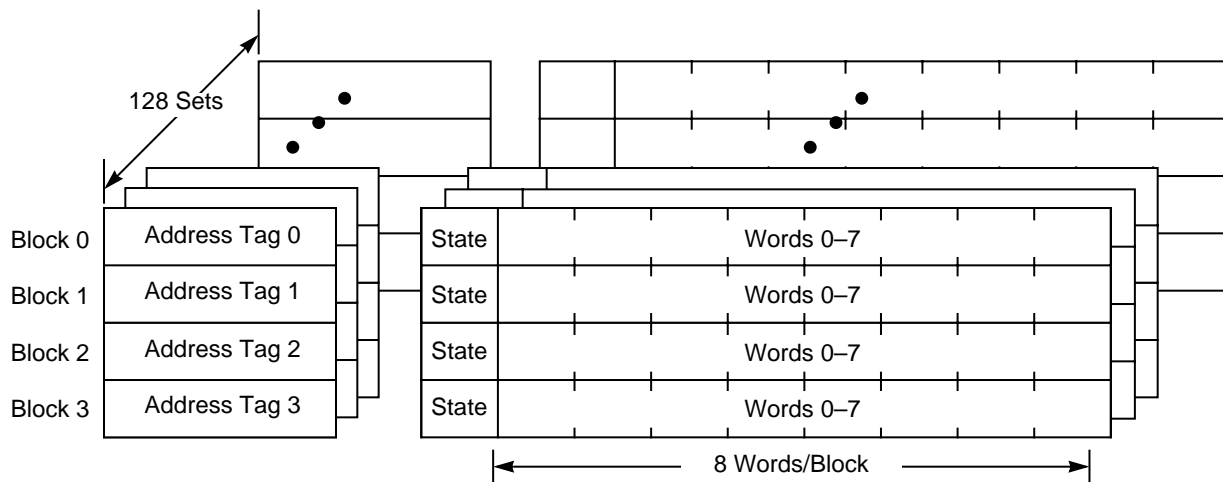 128 Sets
Block 0 Address Tag 0 State Words 0–7
Block 1 Address Tag 1 State Words 0–7
Block 2 Address Tag 2 State Words 0–7
Block 3 Address Tag 3 State Words 0–7
8 Words/Block